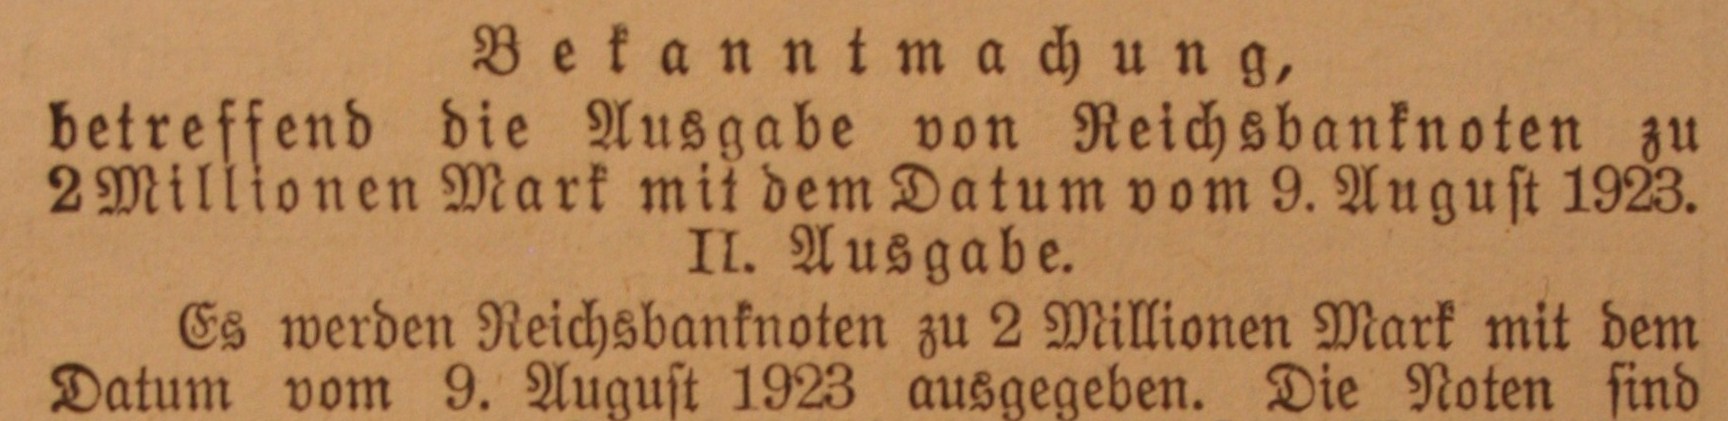 Bekanntmachung,
betreffend die Ausgabe von Reichsbanknoten zu
2 Millionen Mark mit dem Datum vom 9. August 1923.
II. Ausgabe.
Es werden Reichsbanknoten zu 2 Millionen Mark mit dem
Datum vom 9. August 1923 ausgegeben. Die Noten sind